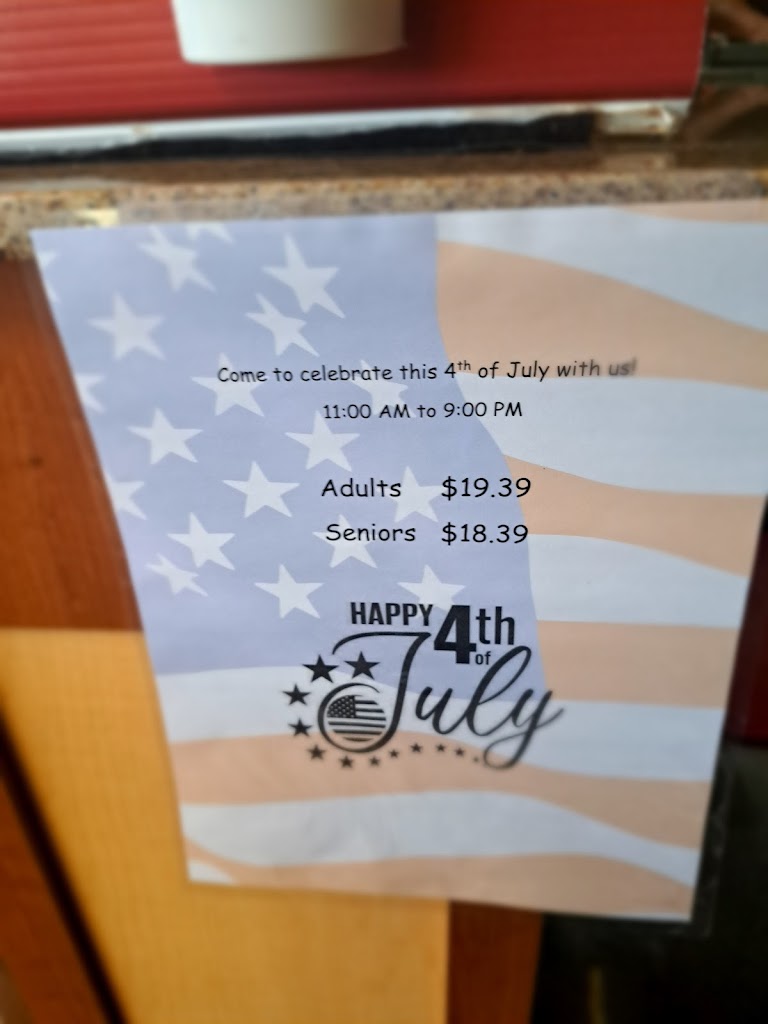 Come to celebrate this 4th of July with us!
11:00 AM to 9:00 PM
Adults $19.39
Seniors $18.39
HAPPY 4th
of
July